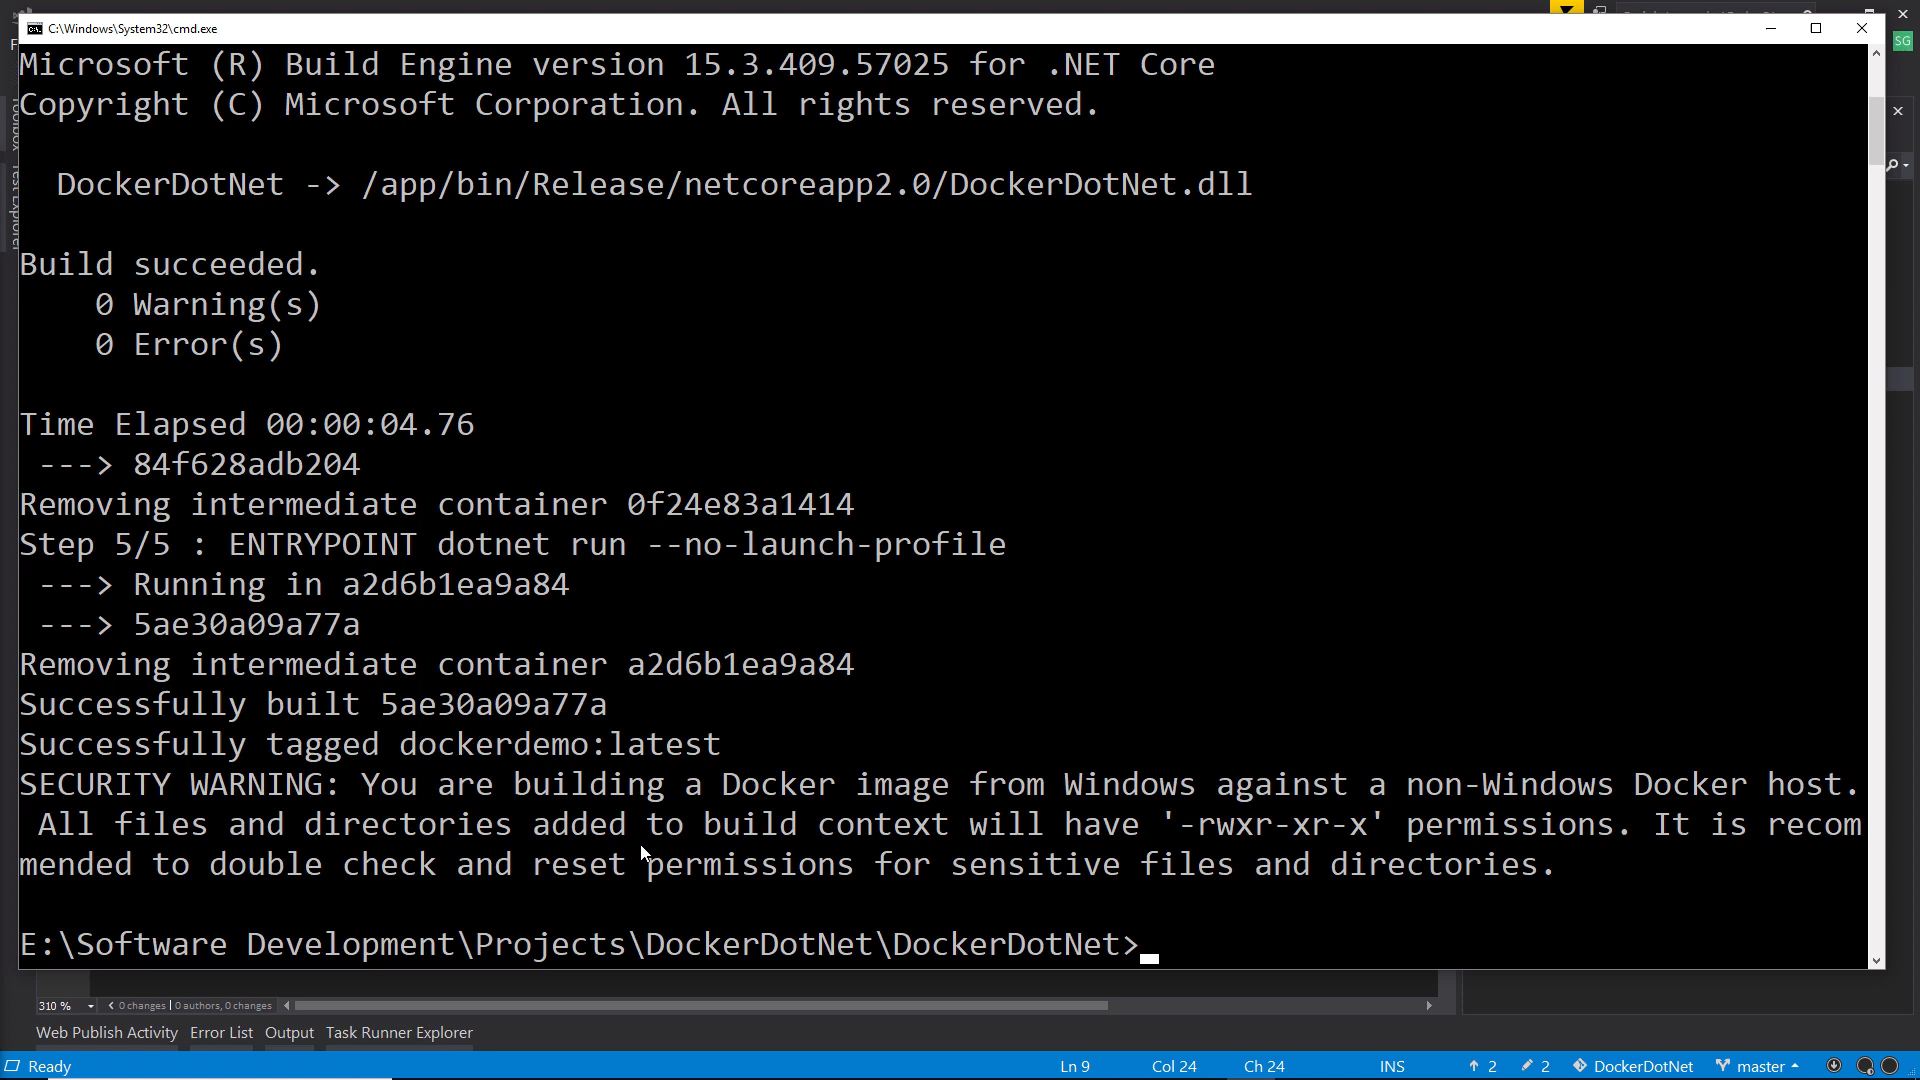 C:\Windows\System32\cmd.exe
SG
Microsoft (R) Build Engine version 15.3.409.57025 for .NET Core
Copyright (C) Microsoft Corporation. All rights reserved.
DockerDotNet -> /app/bin/Release/netcoreapp2.0/DockerDotNet.dll
Build succeeded.
0 Warning(s)
0 Error(s)
Time Elapsed 00:00:04.76
---> 84f628adb204
Removing intermediate container 0f24e83a1414
Step 5/5 : ENTRYPOINT dotnet run --no-launch-profile
---> Running in a2d6b1ea9a84
---> 5ae30a09a77a
Removing intermediate container a2d6b1ea9a84
Successfully built 5ae30a09a77a
Successfully tagged dockerdemo:latest
SECURITY WARNING: You are building a Docker image from Windows against a non-Windows Docker host.
All files and directories added to build context will have '-rwxr-xr-x' permissions. It is recom
mended to double check and reset permissions for sensitive files and directories.
E:\Software Development\Projects\DockerDotNet\DockerDotNet>
310 % 0 changes | 0 authors, 0 changes
Web Publish Activity Error List Output Task Runner Explorer
Ready Ln 9 Col 24 Ch 24 INS 2 2 DockerDotNet master